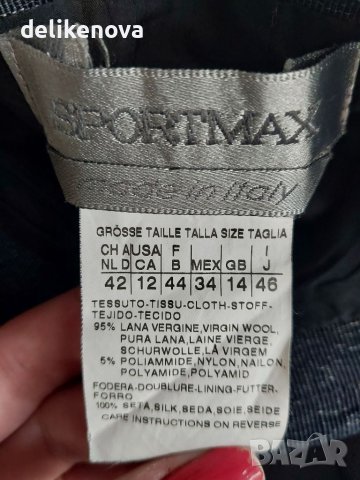 delikenova
SPORTMAX
Made in Italy
GRÖSSE TAILLE TALLA SIZE TAGLIA
CH A USA F I
NL D CA B MEX GB J
42 12 44 34 14 46
TESSUTO-TISSU-CLOTH-STOFF-
TEJIDO-TECIDO
95% LANA VERGINE,VIRGIN WOOL,
PURA LANA,LAINE VIERGE,
SCHURWOLLE,LÀ VIRGEM
5% POLIAMMIDE,NYLON,NAILON,
POLYAMIDE,POLYAMID
FODERA-DOUBLURE-LINING-FUTTER-
FORRO
100% SETA,SILK,SEDA,SOIE,SEIDE
CARE INSTRUCTIONS ON REVERSE
bazar.bg